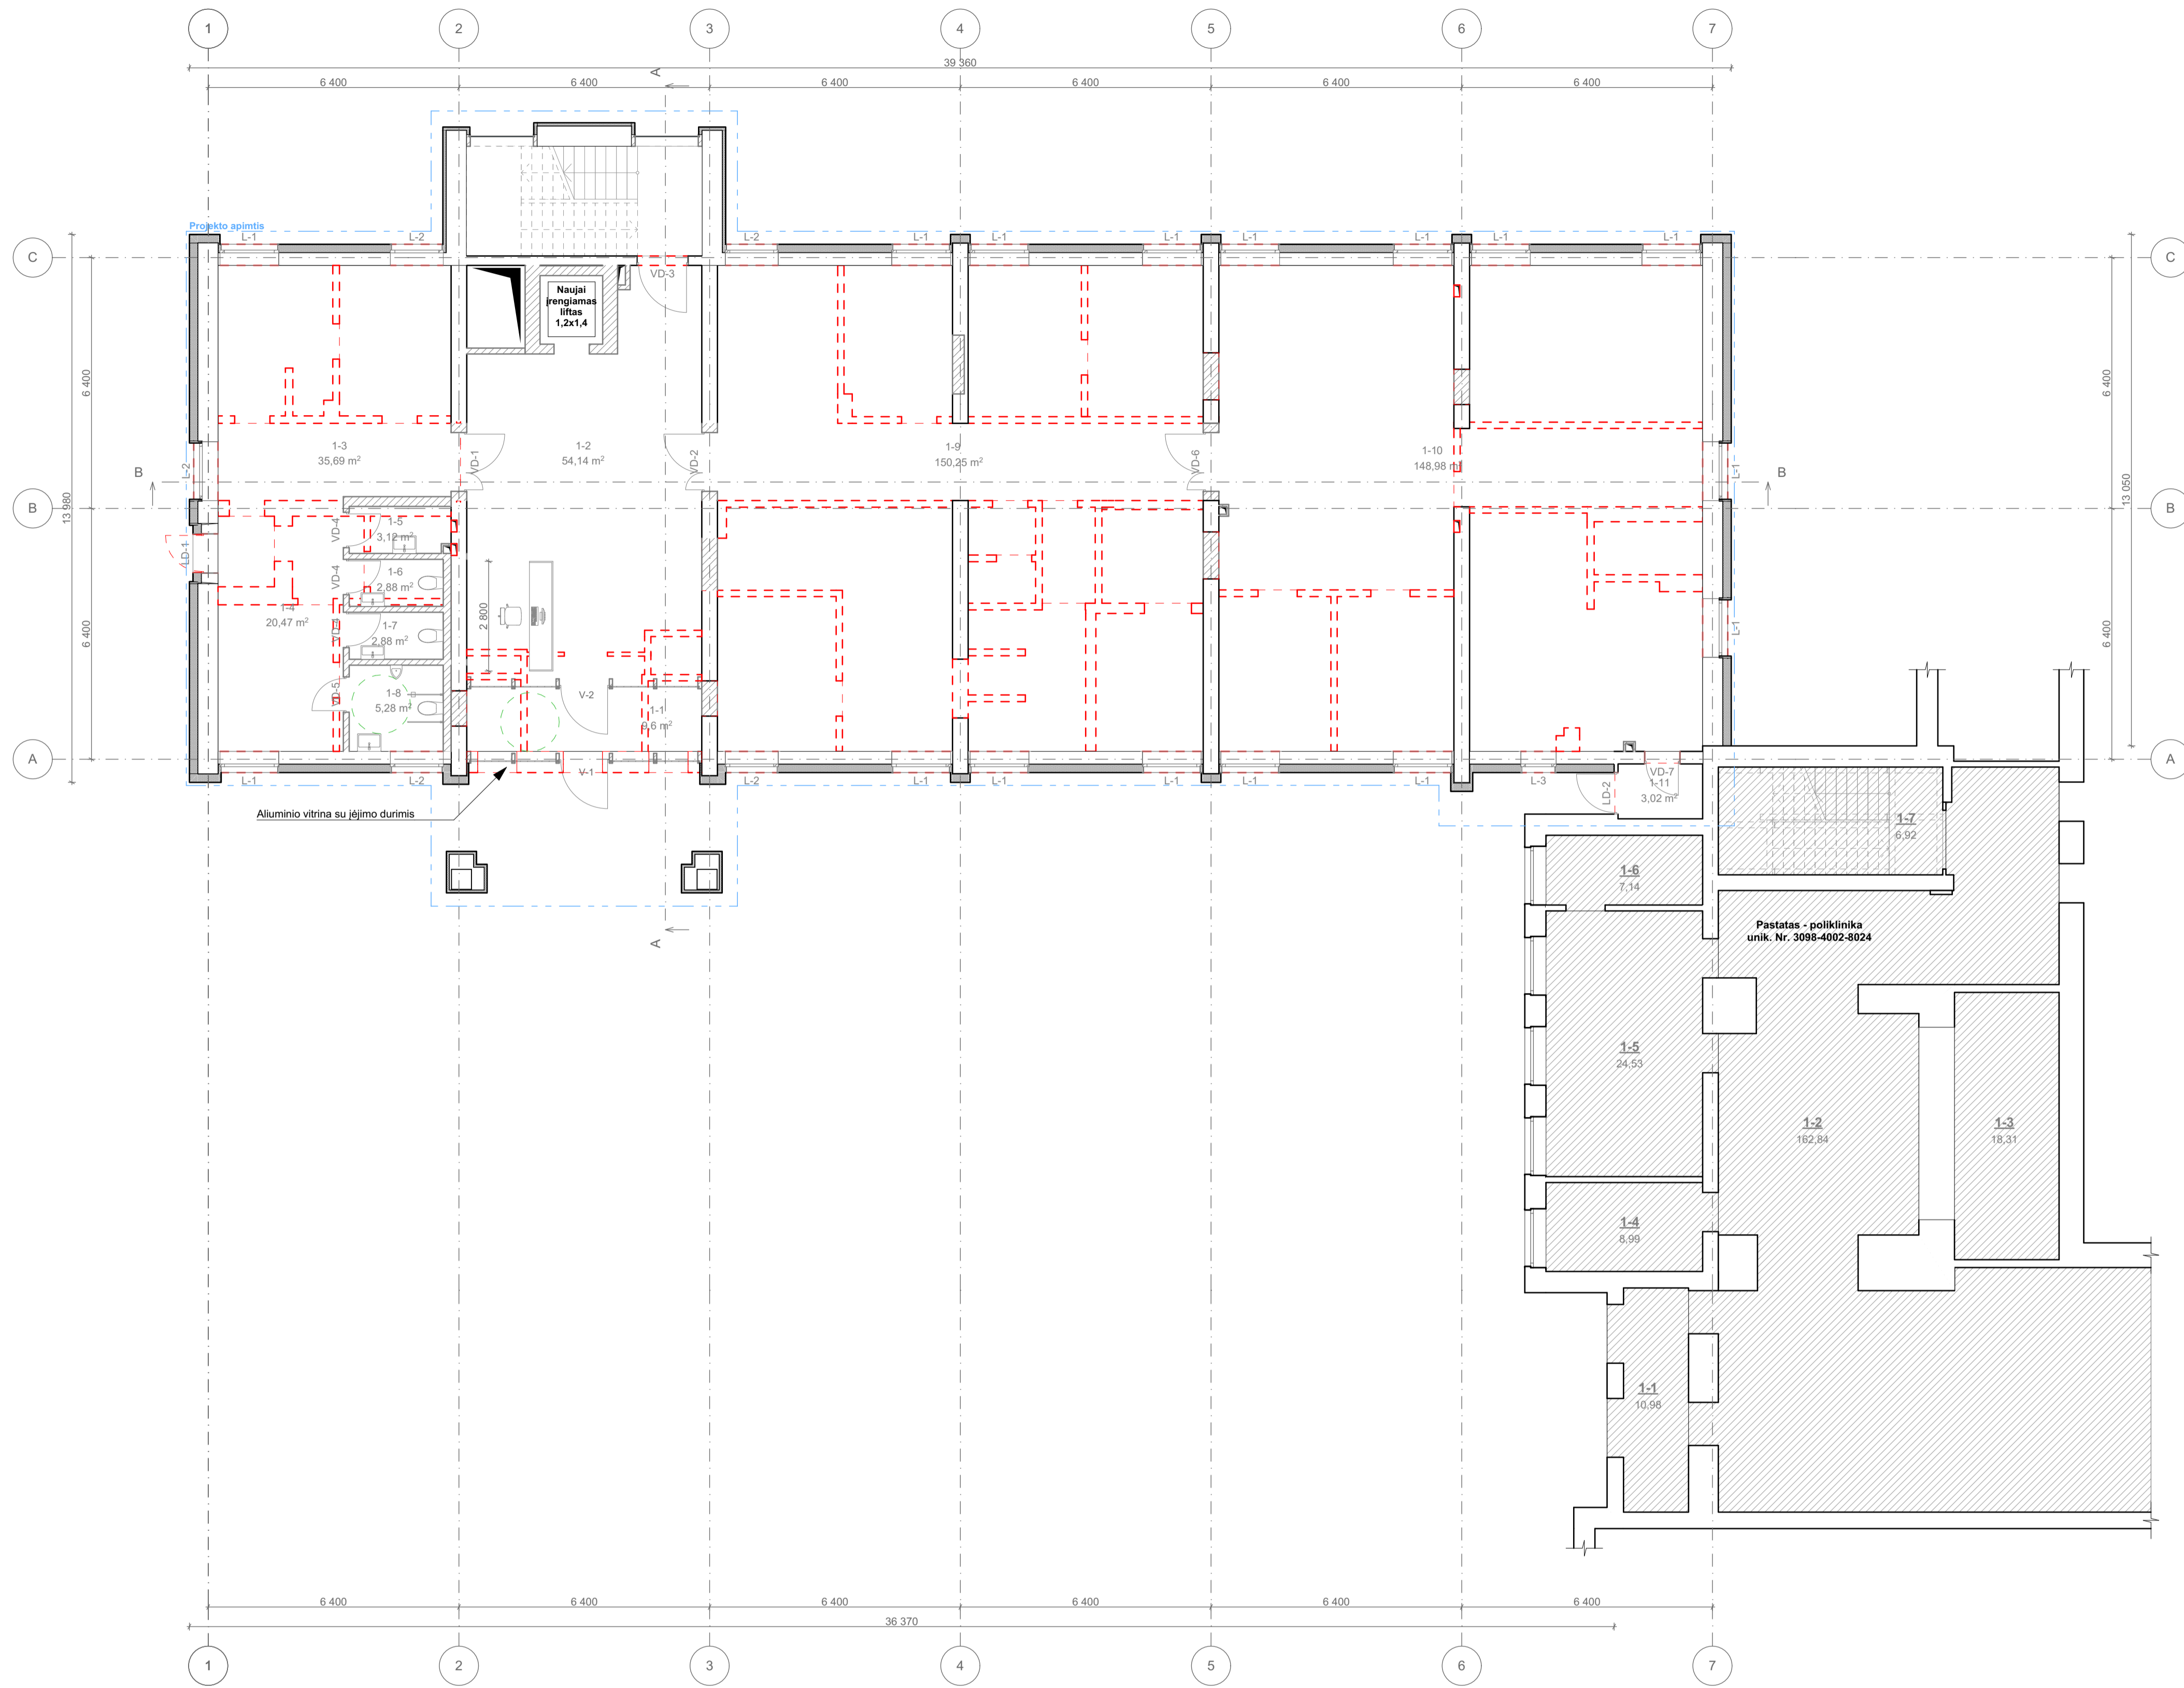 1 2 3 4 5 6 7
39 360
6 400 6 400 6 400 6 400 6 400 6 400
A
Projekto apimtis
L-1 L-2 L-2 L-1 L-1 L-1 L-1 L-1 L-1 L-1
C C
VD-3
Naujai
įrengiamas
liftas
1,2x1,4
6 400 6 400
13 980 13 050
1-3
35,69 m²
VD-1
1-2
54,14 m²
VD-2
1-9
150,25 m²
VD-6
1-10
148,98 m²
L-2 L-1
B B
B B
VD-4
1-5
3,12 m²
LD-1
VD-4
1-6
2,88 m²
1-4
20,47 m²
VD-4
1-7
2,88 m²
2 800
6 400 6 400
L-1
VD-5
1-8
5,28 m²
V-2
1-1
9,6 m²
A A
V-1
L-1 L-2 L-2 L-1 L-1 L-1 L-1 L-1 L-3
LD-2
VD-7
1-11
3,02 m²
Aliuminio vitrina su įėjimo durimis
1-7
6,92
1-6
7,14
Pastatas - poliklinika
unik. Nr. 3098-4002-8024
A
1-5
24,53
1-2
162,84
1-3
18,31
1-4
8,99
1-1
10,98
6 400 6 400 6 400 6 400 6 400 6 400
36 370
1 2 3 4 5 6 7